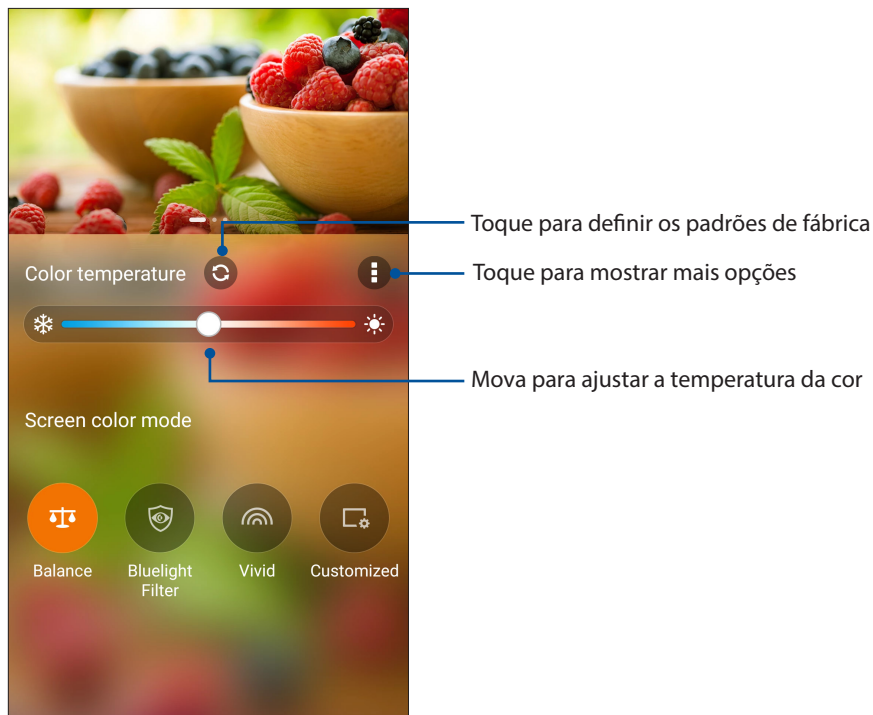 Toque para definir os padrões de fábrica
Color temperature
Toque para mostrar mais opções
Mova para ajustar a temperatura da cor
Screen color mode
Balance
Bluelight
Filter
Vivid
Customized